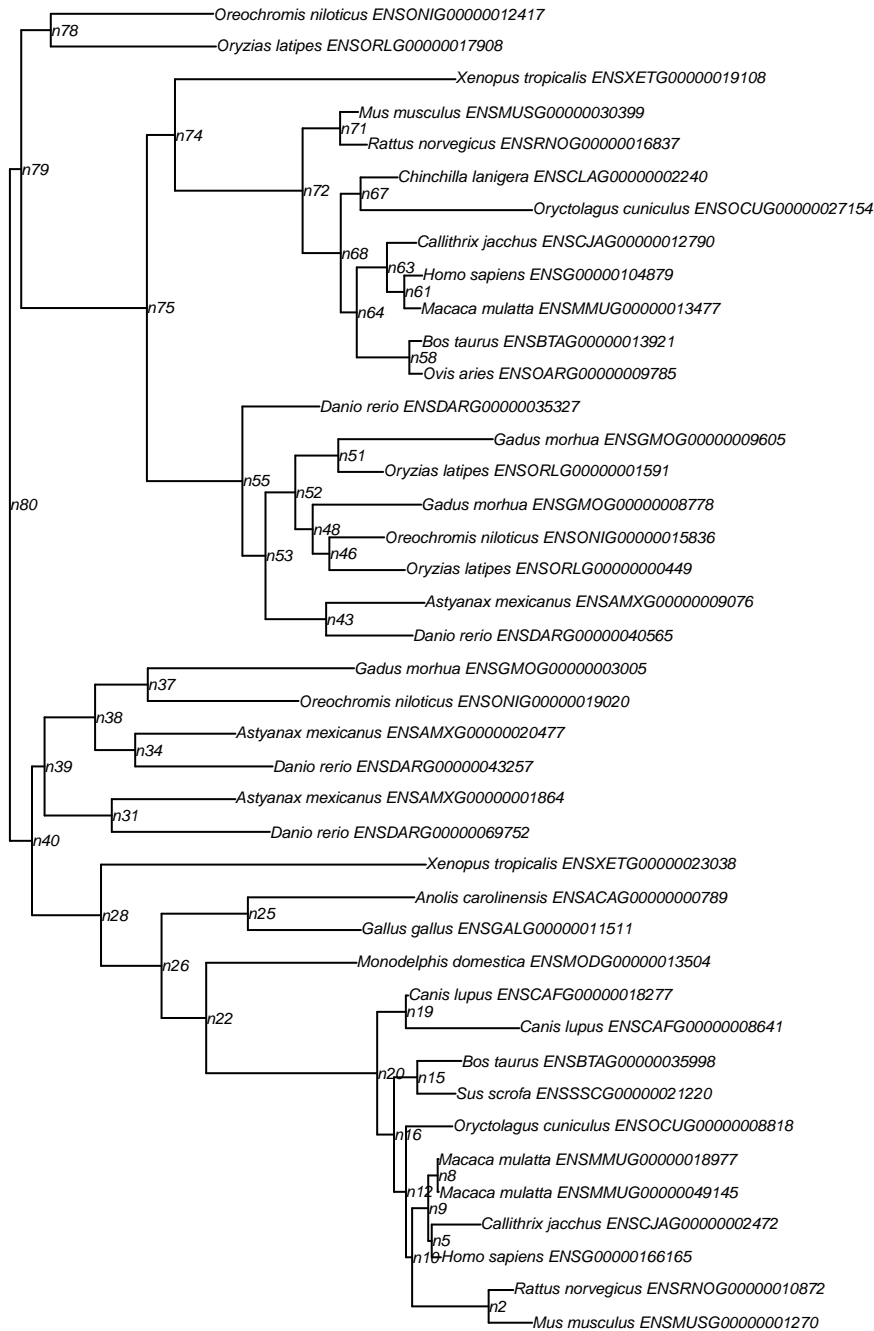 Oreochromis niloticus ENSONIG00000012417
n78
Oryzias latipes ENSORLG00000017908
Xenopus tropicalis ENSXETG00000019108
Mus musculus ENSMUSG00000030399
n71
n74
Rattus norvegicus ENSRNOG00000016837
n79
Chinchilla lanigera ENSCLAG00000002240
n72
n67
Oryctolagus cuniculus ENSOCUG00000027154
Callithrix jacchus ENSCJAG00000012790
n68
n63
Homo sapiens ENSG00000104879
n61
n75
Macaca mulatta ENSMMUG00000013477
n64
Bos taurus ENSBTAG00000013921
n58
Ovis aries ENSOARG00000009785
Danio rerio ENSDARG00000035327
Gadus morhua ENSGMOG00000009605
n51
Oryzias latipes ENSORLG00000001591
n55
n52
n80
Gadus morhua ENSGMOG00000008778
n48
Oreochromis niloticus ENSONIG00000015836
n53
n46
Oryzias latipes ENSORLG00000000449
Astyanax mexicanus ENSAMXG00000009076
n43
Danio rerio ENSDARG00000040565
Gadus morhua ENSGMOG00000003005
n37
Oreochromis niloticus ENSONIG00000019020
n38
Astyanax mexicanus ENSAMXG00000020477
n34
n39
Danio rerio ENSDARG00000043257
Astyanax mexicanus ENSAMXG00000001864
n31
Danio rerio ENSDARG00000069752
n40
Xenopus tropicalis ENSXETG00000023038
Anolis carolinensis ENSACAG00000000789
n28
n25
Gallus gallus ENSGALG00000011511
n26
Monodelphis domestica ENSMODG00000013504
Canis lupus ENSCAFG00000018277
n22
n19
Canis lupus ENSCAFG00000008641
Bos taurus ENSBTAG00000035998
n20
n15
Sus scrofa ENSSSCG00000021220
Oryctolagus cuniculus ENSOCUG00000008818
n16
Macaca mulatta ENSMMUG00000018977
n8
n12
Macaca mulatta ENSMMUG00000049145
n9
Callithrix jacchus ENSCJAG00000002472
n5
n10
Homo sapiens ENSG00000166165
Rattus norvegicus ENSRNOG00000010872
n2
Mus musculus ENSMUSG00000001270